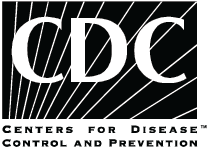 CDC
CENTERS FOR DISEASE™
CONTROL AND PREVENTION